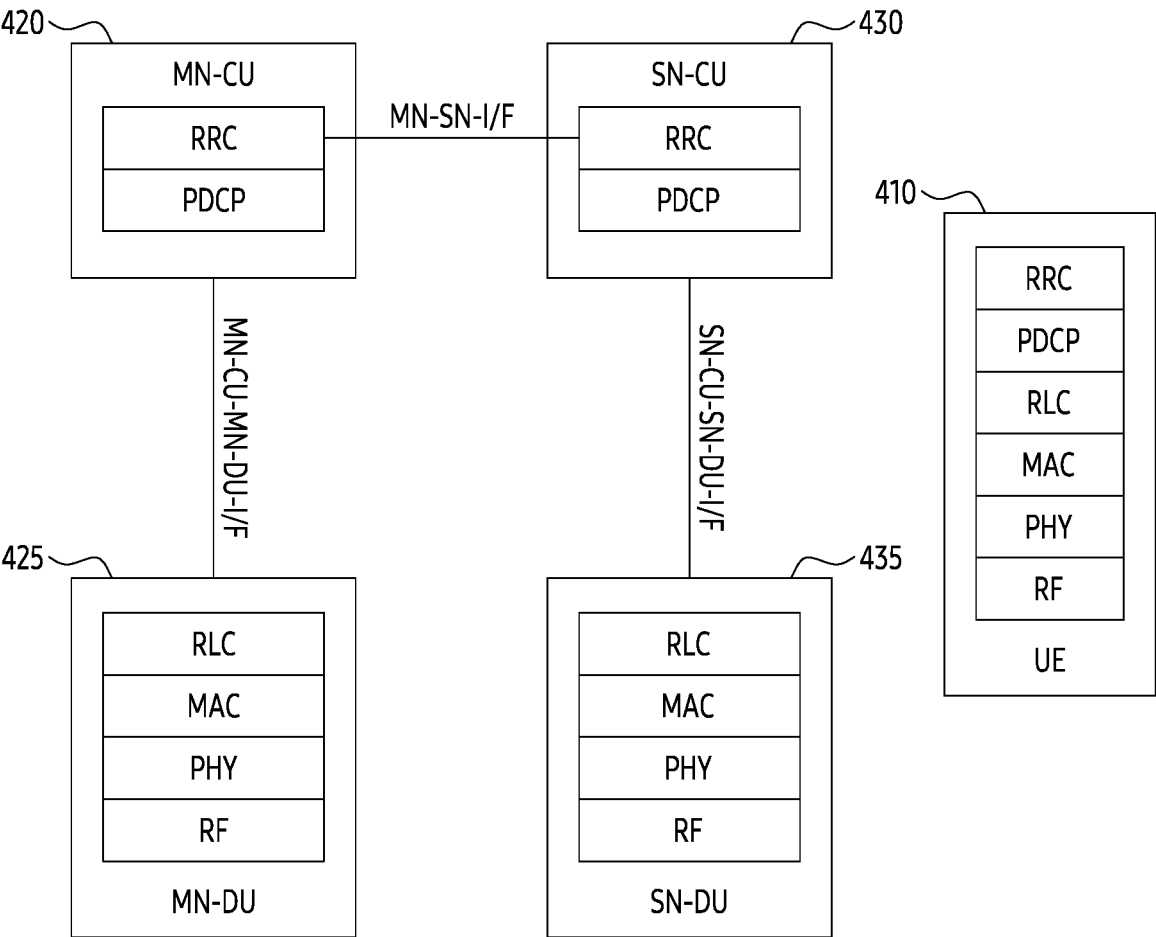 420
MN-CU
RRC
PDCP
MN-SN-I/F
430
SN-CU
RRC
PDCP
410
RRC
PDCP
RLC
MAC
PHY
RF
UE
MN-CU-MN-DU-I/F
SN-CU-SN-DU-I/F
425
RLC
MAC
PHY
RF
MN-DU
435
RLC
MAC
PHY
RF
SN-DU